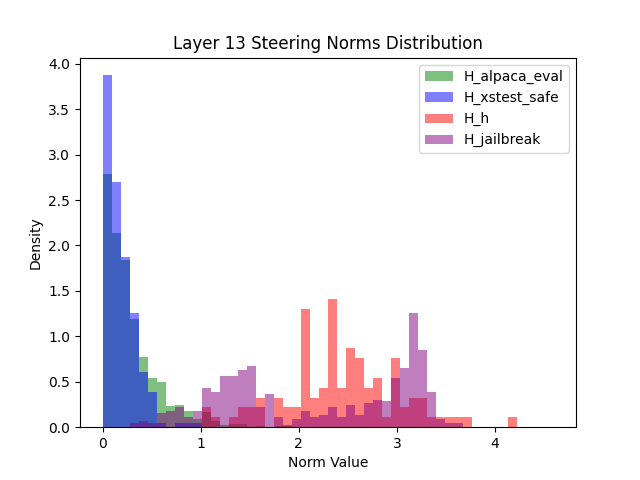 Layer 13 Steering Norms Distribution
H_alpaca_eval
H_xstest_safe
H_h
H_jailbreak
4.0
3.5
3.0
2.5
2.0
1.5
1.0
0.5
0.0
Density
0 1 2 3 4
Norm Value